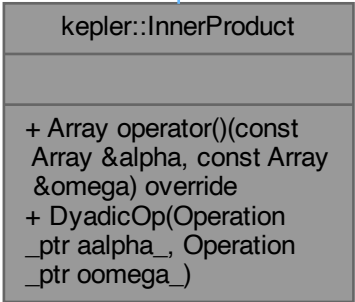 kepler::InnerProduct
+ Array operator()(const
Array &alpha, const Array
&omega) override
+ DyadicOp(Operation
_ptr aalpha_, Operation
_ptr oomega_)